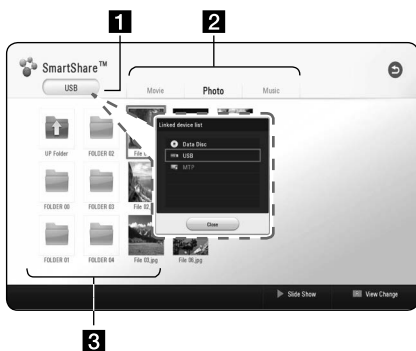 1
2
SmartShare™
USB
Movie
Photo
Music
Linked device list
Data Disc
USB
MTP
Close
UP Folder
FOLDER 02
File
FOLDER 00
FOLDER 03
File 02.
FOLDER 01
FOLDER 04
File 03.jpg
File 06.jpg
Slide Show
View Change
3